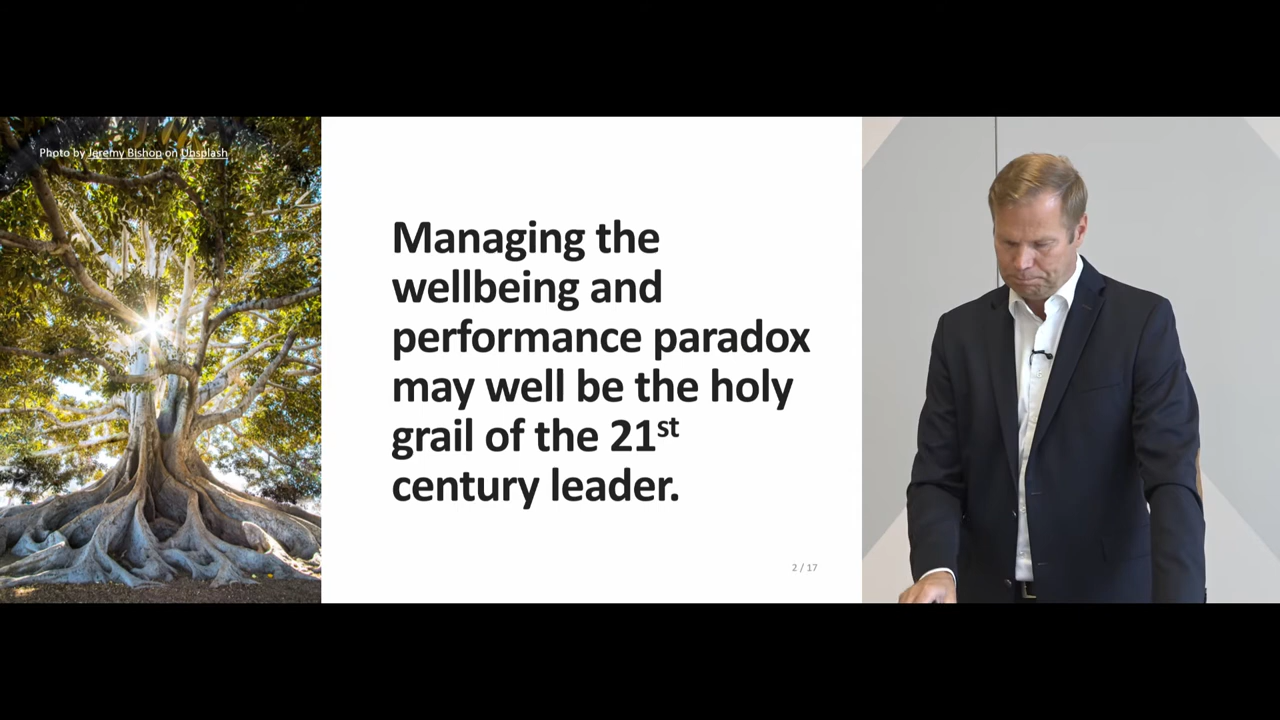 Photo by Jeremy Bishop on Unsplash
Managing the
wellbeing and
performance paradox
may well be the holy
grail of the 21st
century leader.
2 / 17